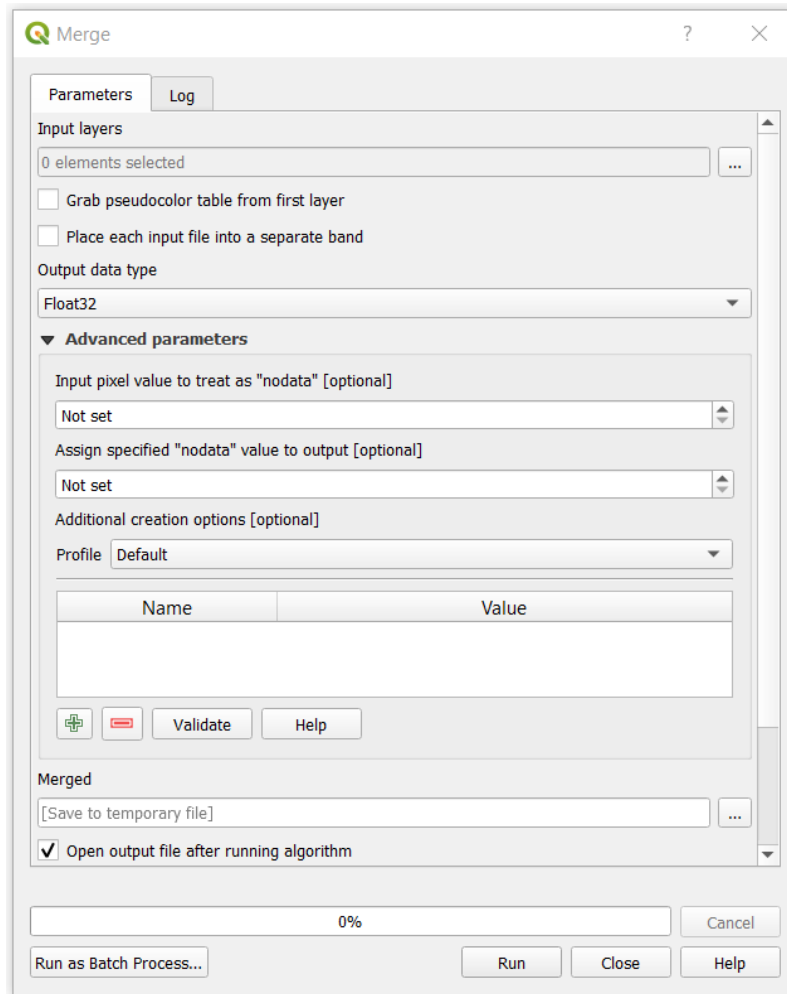 Merge ?
Parameters Log
Input layers
0 elements selected ...
Grab pseudocolor table from first layer
Place each input file into a separate band
Output data type
Float32
Advanced parameters
Input pixel value to treat as "nodata" [optional]
Not set
Assign specified "nodata" value to output [optional]
Not set
Additional creation options [optional]
Profile Default
Name Value
Validate Help
Merged
[Save to temporary file] ...
Open output file after running algorithm
0% Cancel
Run as Batch Process... Run Close Help